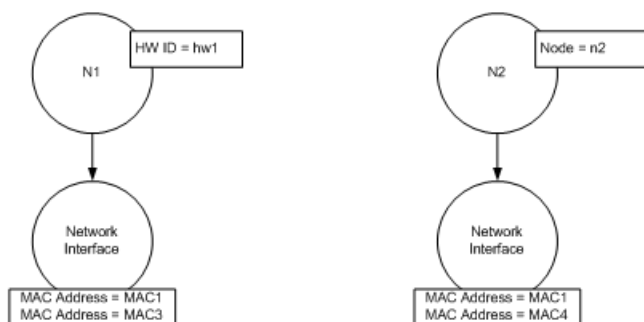 HW ID = hw1
N1
Network
Interface
MAC Address = MAC1
MAC Address = MAC3
Node = n2
N2
Network
Interface
MAC Address = MAC1
MAC Address = MAC4